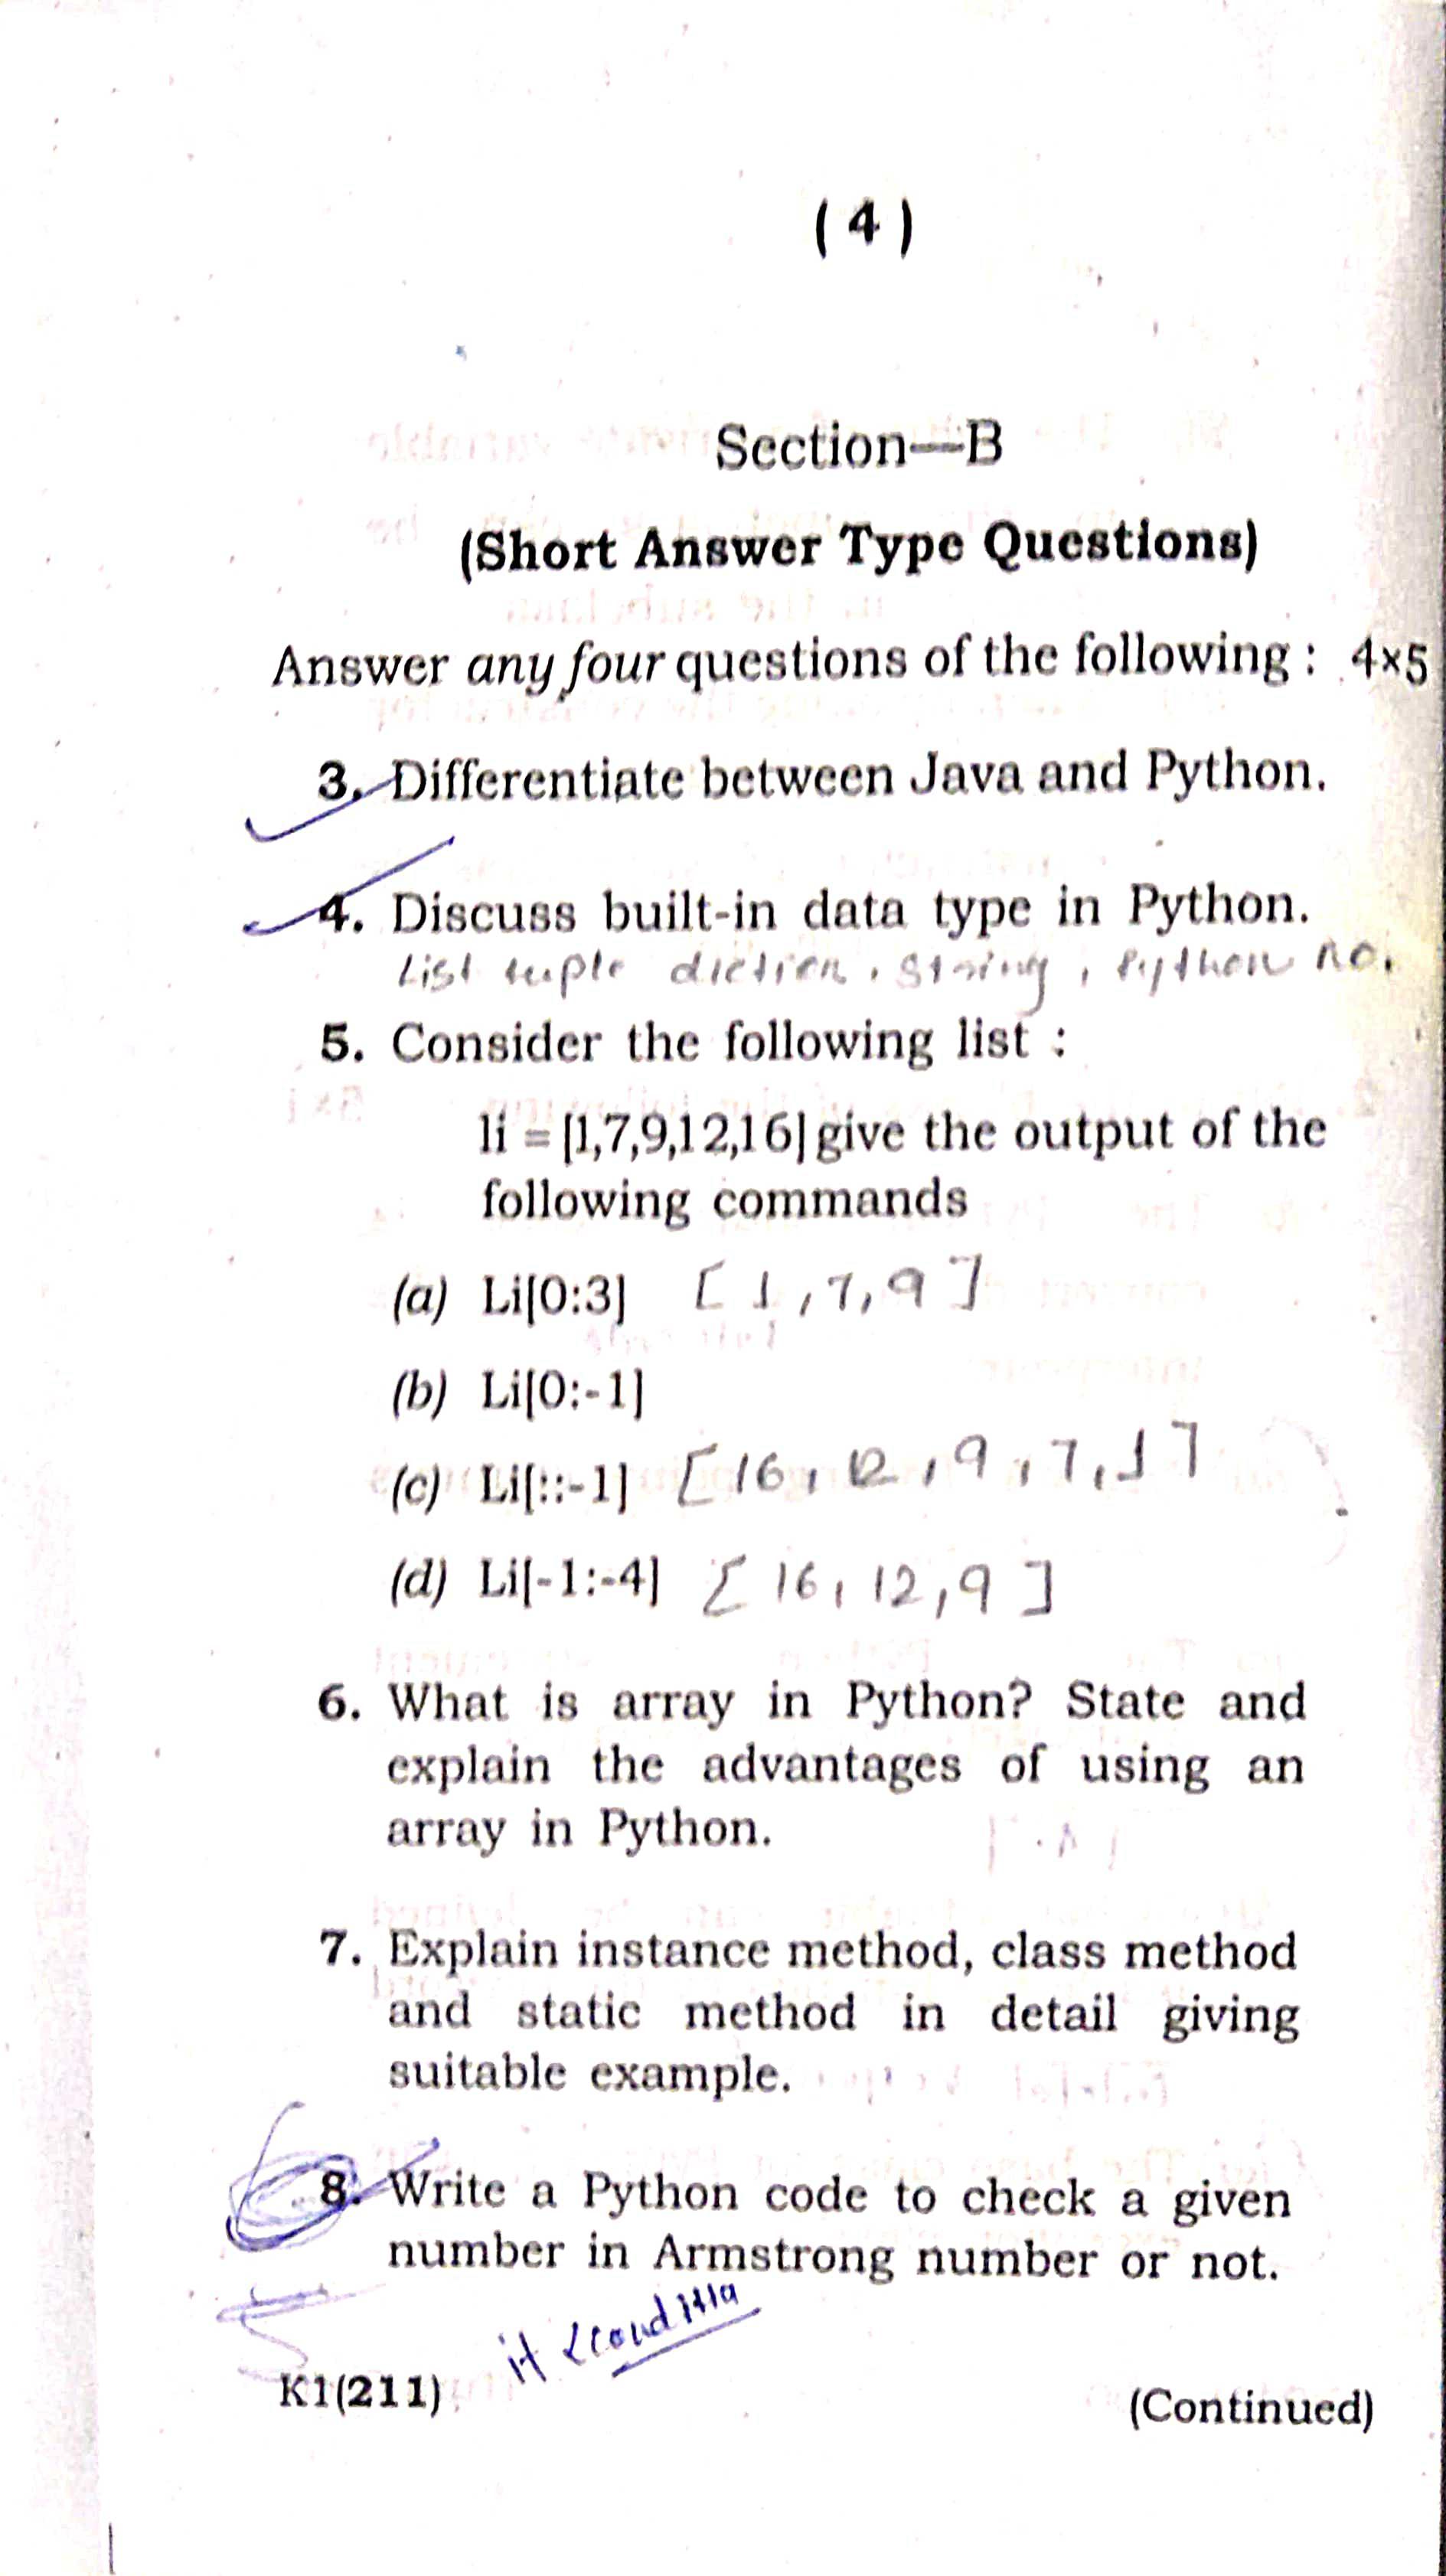 ( 4 )
Section—B
(Short Answer Type Questions)
Answer any four questions of the following : 4×5
3. Differentiate between Java and Python.
4. Discuss built-in data type in Python.
List tuple diction, string, Python no.
5. Consider the following list :
li = [1,7,9,12,16] give the output of the
following commands
(a) Li[0:3] [ 1, 7, 9 ]
(b) Li[0:-1]
(c) Li[::-1] [ 16, 12, 9, 7, 1 ]
(d) Li[-1:-4] [ 16, 12, 9 ]
6. What is array in Python? State and
explain the advantages of using an
array in Python.
7. Explain instance method, class method
and static method in detail giving
suitable example.
8. Write a Python code to check a given
number in Armstrong number or not.
K1(211)
(Continued)